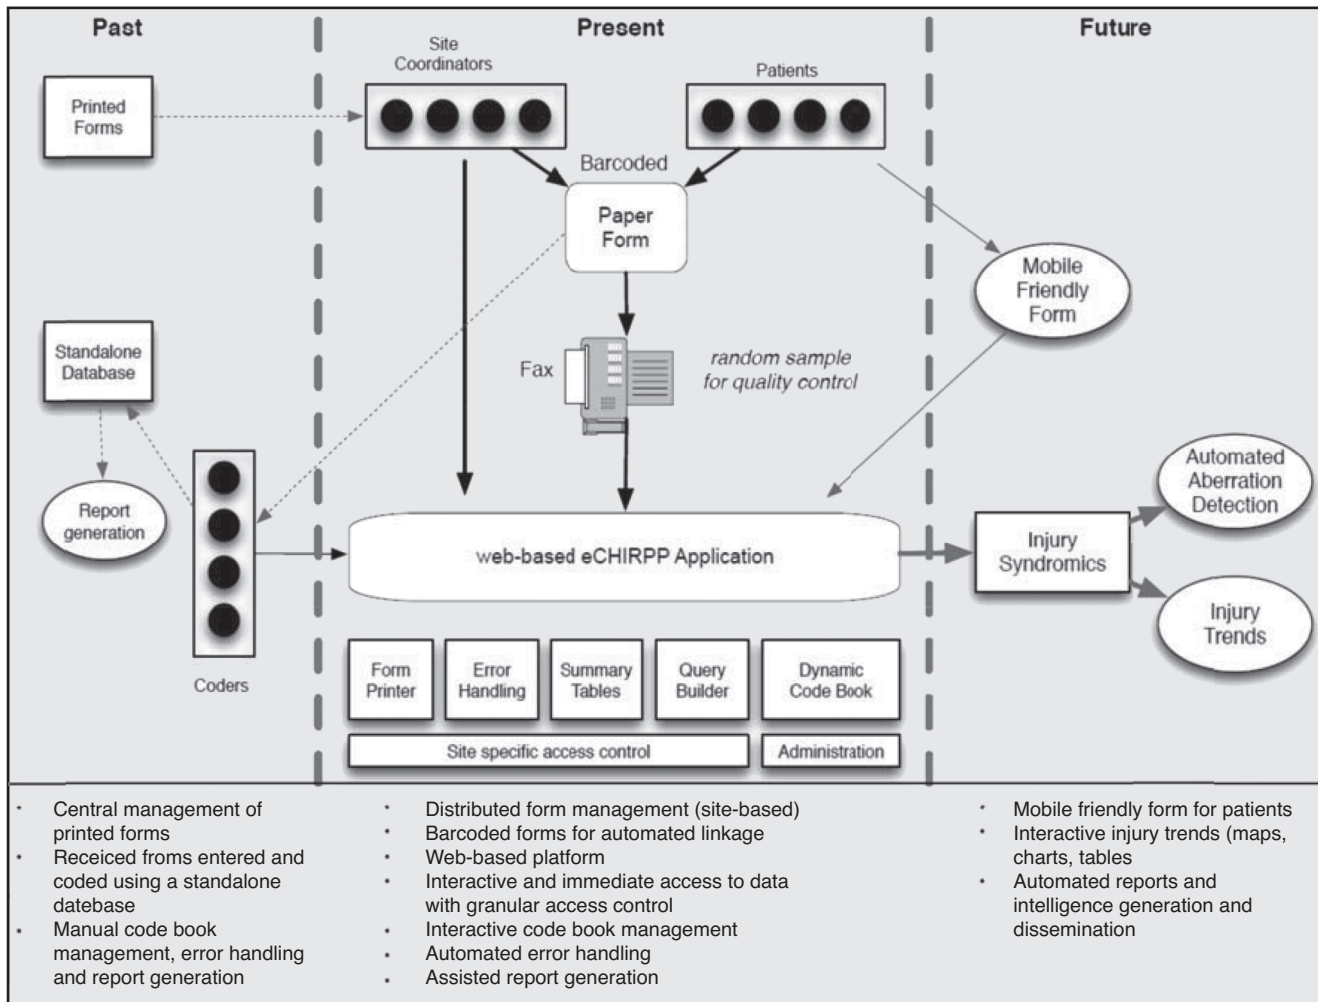 Past
Present
Future
Site
Coordinators
Patients
Printed
Forms
Barcoded
Paper
Form
Mobile
Friendly
Form
Standalone
Database
Fax
random sample
for quality control
Report
generation
Automated
Aberration
Detection
web-based eCHIRPP Application
Injury
Syndromics
Injury
Trends
Coders
Form
Printer
Error
Handling
Summary
Tables
Query
Builder
Dynamic
Code Book
Site specific access control
Administration
• Central management of
printed forms
• Receiced froms entered and
coded using a standalone
datebase
• Manual code book
management, error handling
and report generation
• Distributed form management (site-based)
• Barcoded forms for automated linkage
• Web-based platform
• Interactive and immediate access to data
with granular access control
• Interactive code book management
• Automated error handling
• Assisted report generation
• Mobile friendly form for patients
• Interactive injury trends (maps,
charts, tables
• Automated reports and
intelligence generation and
dissemination